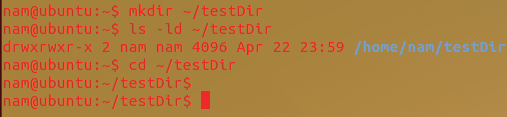 nam@ubuntu:~$ mkdir ~/testDir
nam@ubuntu:~$ ls -ld ~/testDir
drwxrwxr-x 2 nam nam 4096 Apr 22 23:59 /home/nam/testDir
nam@ubuntu:~$ cd ~/testDir
nam@ubuntu:~/testDir$
nam@ubuntu:~/testDir$